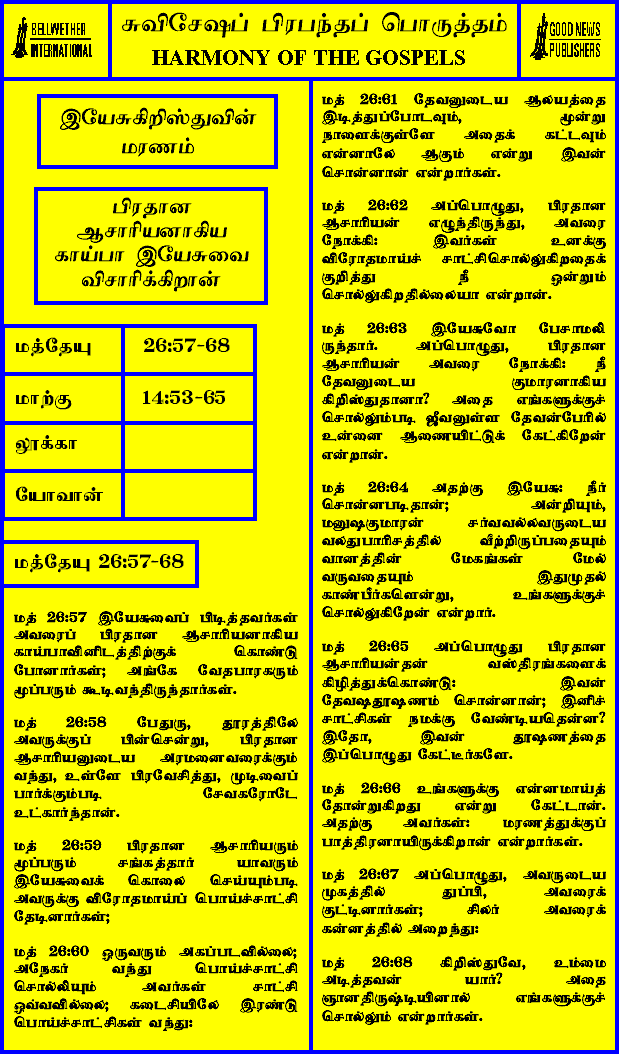 BELLWETHER
INTERNATIONAL
சுவிசேஷப் பிரபந்தப் பொருத்தம்
HARMONY OF THE GOSPELS
GOOD NEWS
PUBLISHERS
இயேசுகிறிஸ்துவின்
மரணம்
பிரதான
ஆசாரியனாகிய
காய்பா இயேசுவை
விசாரிக்கிறான்
மத்தேயு 26:57-68
மாற்கு 14:53-65
லூக்கா
யோவான்
மத்தேயு 26:57-68
மத் 26:57 இயேசுவைப் பிடித்தவர்கள்
அவரைப் பிரதான ஆசாரியனாகிய
காய்பாவினிடத்திற்குக் கொண்டு
போனார்கள்; அங்கே வேதபாரகரும்
மூப்பரும் கூடிவந்திருந்தார்கள்.
மத் 26:58 பேதுரு, தூரத்திலே
அவருக்குப் பின்சென்று, பிரதான
ஆசாரியனுடைய அரமனைவரைக்கும்
வந்து, உள்ளே பிரவேசித்து, முடிவைப்
பார்க்கும்படி சேவகரோடே
உட்கார்ந்தான்.
மத் 26:59 பிரதான ஆசாரியரும்
மூப்பரும் சங்கத்தார் யாவரும்
இயேசுவைக் கொலை செய்யும்படி
அவருக்கு விரோதமாய்ப் பொய்ச்சாட்சி
தேடினார்கள்;
மத் 26:60 ஒருவரும் அகப்படவில்லை;
அநேகர் வந்து பொய்ச்சாட்சி
சொல்லியும் அவர்கள் சாட்சி
ஒவ்வவில்லை; கடைசியிலே இரண்டு
பொய்ச்சாட்சிகள் வந்து:
மத் 26:61 தேவனுடைய ஆலயத்தை
இடித்துப்போடவும், மூன்று
நாளைக்குள்ளே அதைக் கட்டவும்
என்னாலே ஆகும் என்று இவன்
சொன்னான் என்றார்கள்.
மத் 26:62 அப்பொழுது, பிரதான
ஆசாரியன் எழுந்திருந்து, அவரை
நோக்கி: இவர்கள் உனக்கு
விரோதமாய்ச் சாட்சிசொல்லுகிறதைக்
குறித்து நீ ஒன்றும்
சொல்லுகிறதில்லையா என்றான்.
மத் 26:63 இயேசுவோ பேசாமலி
ருந்தார். அப்பொழுது, பிரதான
ஆசாரியன் அவரை நோக்கி: நீ
தேவனுடைய குமாரனாகிய
கிறிஸ்துதானா? அதை எங்களுக்குச்
சொல்லும்படி ஜீவனுள்ள தேவன்பேரில்
உன்னை ஆணையிட்டுக் கேட்கிறேன்
என்றான்.
மத் 26:64 அதற்கு இயேசு: நீர்
சொன்னபடிதான்; அன்றியும்,
மனுஷகுமாரன் சர்வவல்லவருடைய
வலதுபாரிசத்தில் வீற்றிருப்பதையும்
வானத்தின் மேகங்கள் மேல்
வருவதையும் இதுமுதல்
காண்பீர்களென்று, உங்களுக்குச்
சொல்லுகிறேன் என்றார்.
மத் 26:65 அப்பொழுது பிரதான
ஆசாரியன்தன் வஸ்திரங்களைக்
கிழித்துக்கொண்டு: இவன்
தேவஷதூஷணம் சொன்னான்; இனிச்
சாட்சிகள் நமக்கு வேண்டியதென்ன?
இதோ, இவன் தூஷணத்தை
இப்பொழுது கேட்டீர்களே.
மத் 26:66 உங்களுக்கு என்னமாய்த்
தோன்றுகிறது என்று கேட்டான்.
அதற்கு அவர்கள்: மரணத்துக்குப்
பாத்திரனாயிருக்கிறான் என்றார்கள்.
மத் 26:67 அப்பொழுது, அவருடைய
முகத்தில் துப்பி, அவரைக்
குட்டினார்கள்; சிலர் அவரைக்
கன்னத்தில் அறைந்து:
மத் 26:68 கிறிஸ்துவே, உம்மை
அடித்தவன் யார்? அதை
ஞானதிருஷ்டியினால் எங்களுக்குச்
சொல்லும் என்றார்கள்.